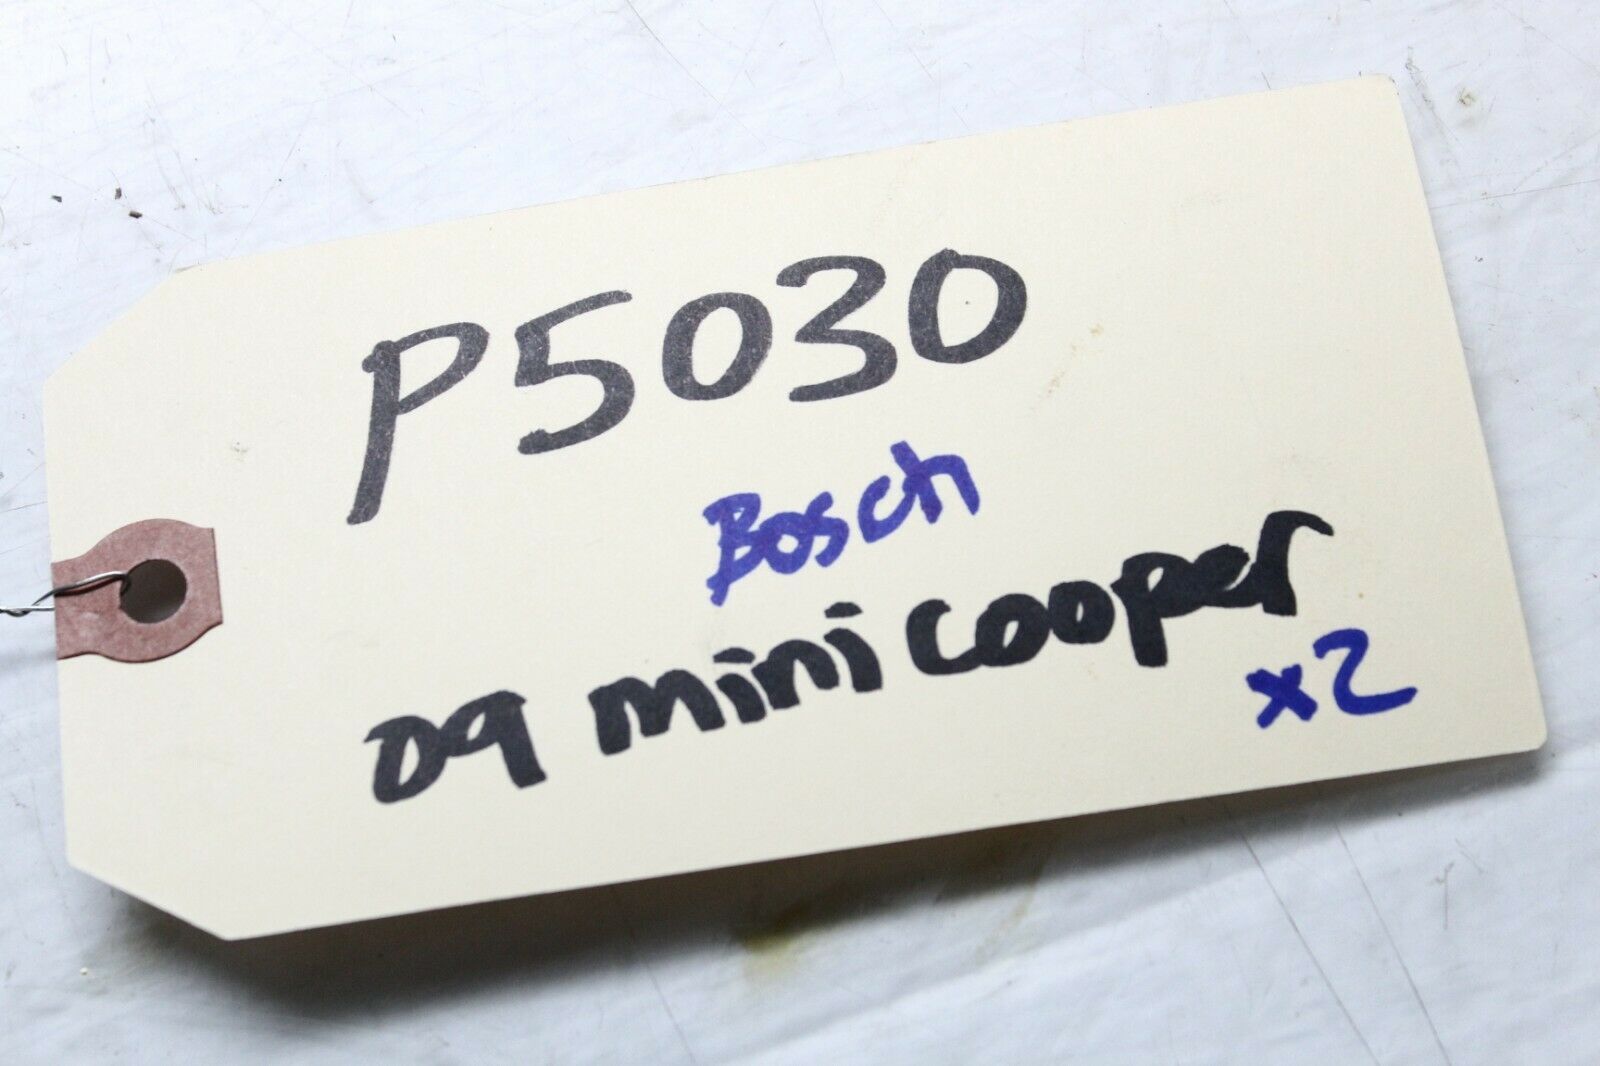 P5030
Bosch
09 mini cooper
x2